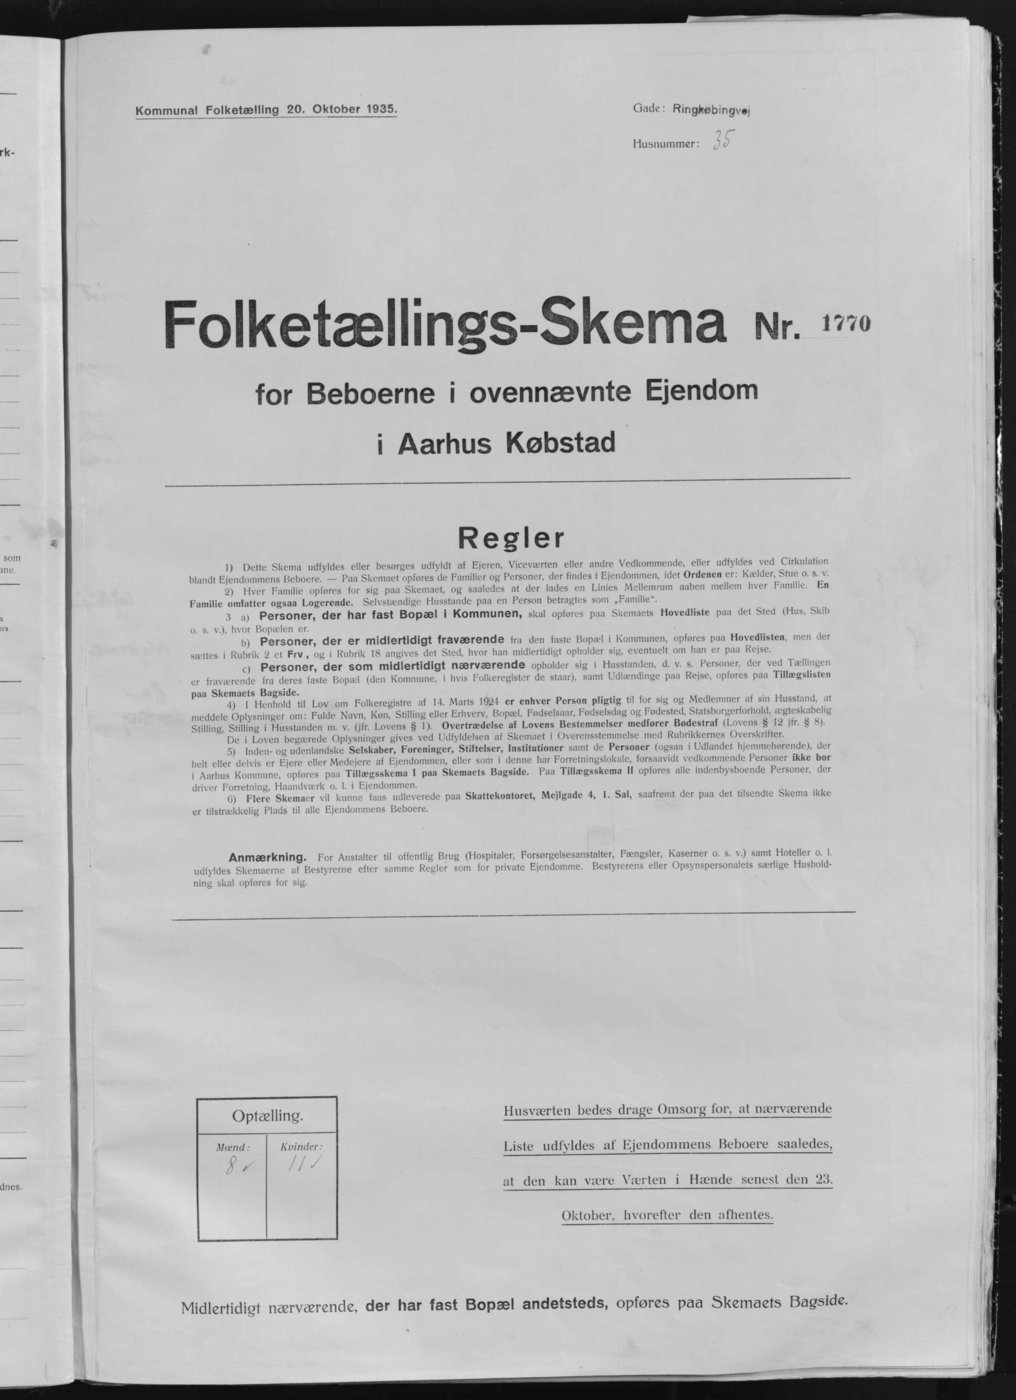 Kommunal Folketælling 20. Oktober 1935.
Gade: Ringkøbingvej
Husnummer: 35
Folketællings-Skema Nr. 1770
for Beboerne i ovennævnte Ejendom
i Aarhus Købstad
Regler
1) Dette Skema udfyldes eller besørges udfyldt af Ejeren, Viceværten eller andre Vedkommende, eller udfyldes ved Cirkulation
blandt Ejendommens Beboere. — Paa Skemaet opføres de Familier og Personer, der findes i Ejendommen, idet Ordenen er: Kælder, Stue o. s. v.
2) Hver Familie opføres for sig paa Skemaet, og saaledes at der lades en Linies Mellemrum aaben mellem hver Familie. En
Familie omfatter ogsaa Logerende. Selvstændige Husstande paa en Person betragtes som „Familie“.
3 a) Personer, der har fast Bopæl i Kommunen, skal opføres paa Skemaets Hovedliste paa det Sted (Hus, Skib
o. s. v.), hvor Bopælen er.
b) Personer, der er midlertidigt fraværende fra den faste Bopæl i Kommunen, opføres paa Hovedlisten, men der
sættes i Rubrik 2 et Frv., og i Rubrik 18 angives det Sted, hvor han midlertidigt opholder sig, eventuelt om han er paa Rejse.
c) Personer, der som midlertidigt nærværende opholder sig i Husstanden, d. v. s. Personer, der ved Tællingen
er fraværende fra deres faste Bopæl (den Kommune, i hvis Folkeregister de staar), samt Udlændinge paa Rejse, opføres paa Tillægslisten
paa Skemaets Bagside.
4) I Henhold til Lov om Folkeregistre af 14. Marts 1924 er enhver Person pligtig til for sig og Medlemmer af sin Husstand, at
meddele Oplysninger om: Fulde Navn, Køn, Stilling eller Erhverv, Bopæl, Fødselsaar, Fødselsdag og Fødested, Statsborgerforhold, ægteskabelig
Stilling, Stilling i Husstanden m. v. (jfr. Lovens § 1). Overtrædelse af Lovens Bestemmelser medfører Bødestraf (Lovens § 12 jfr. § 8).
De i Loven begærede Oplysninger gives ved Udfyldelsen af Skemaet i Overensstemmelse med Rubrikkernes Overskrifter.
5) Inden- og udenlandske Selskaber, Foreninger, Stiftelser, Institutioner samt de Personer (ogsaa i Udlandet hjemmehørende), der
helt eller delvis er Ejere eller Medejere af Ejendommen, eller som i denne har Forretningslokale, forsaavidt vedkommende Personer ikke bor
i Aarhus Kommune, opføres paa Tillægsskema I paa Skemaets Bagside. Paa Tillægsskema II opføres alle indenbysboende Personer, der
driver Forretning, Haandværk o. l. i Ejendommen.
6) Flere Skemaer vil kunne faas udleverede paa Skattekontoret, Mejlgade 4, 1. Sal, saafremt der paa det tilsendte Skema ikke
er tilstrækkelig Plads til alle Ejendommens Beboere.
Anmærkning. For Anstalter til offentlig Brug (Hospitaler, Forsørgelsesanstalter, Fængsler, Kaserner o. s. v.) samt Hoteller o. l.
udfyldes Skemaerne af Bestyrerne efter samme Regler som for private Ejendomme. Bestyrerens eller Opsynspersonalets særlige Hushold-
ning skal opføres for sig.
Optælling.
Mænd: Kvinder:
8 ✓ 11 ✓
Husværten bedes drage Omsorg for, at nærværende
Liste udfyldes af Ejendommens Beboere saaledes,
at den kan være Værten i Hænde senest den 23.
Oktober, hvorefter den afhentes.
Midlertidigt nærværende, der har fast Bopæl andetsteds, opføres paa Skemaets Bagside.
rk-
som
dnes.